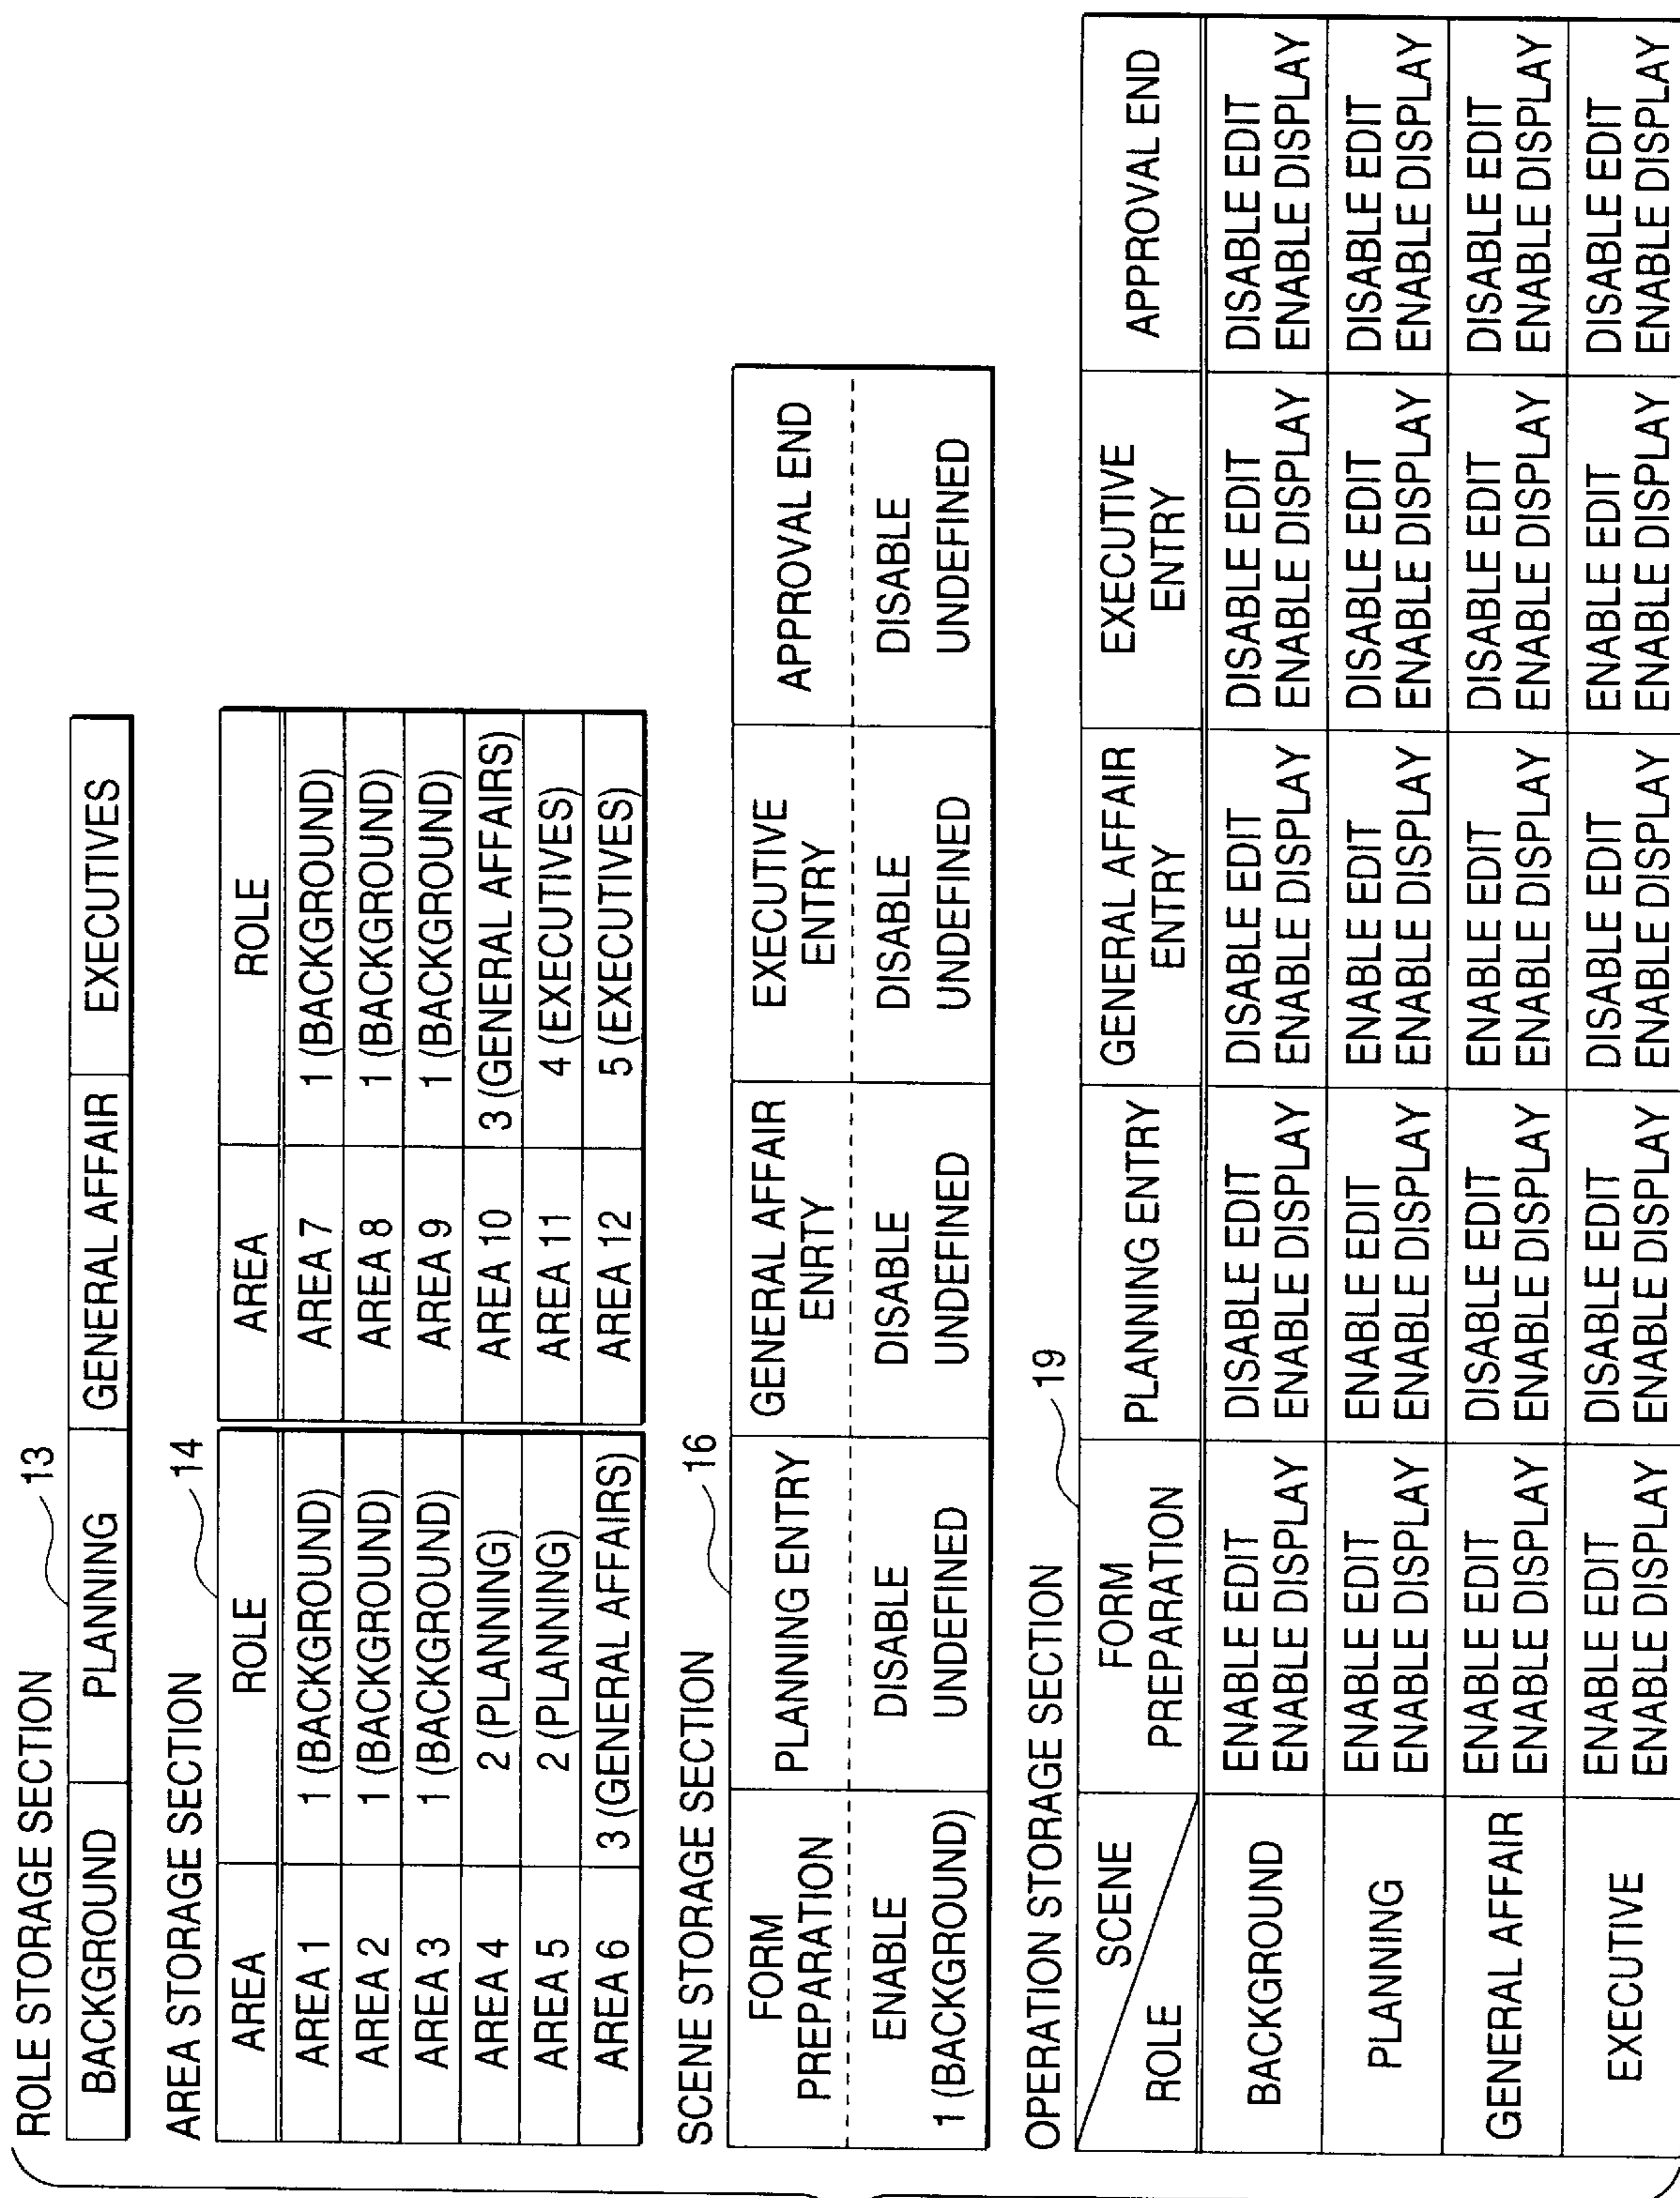 ROLE STORAGE SECTION
13
BACKGROUND PLANNING GENERAL AFFAIR EXECUTIVES
AREA STORAGE SECTION
14
AREA ROLE AREA ROLE
AREA 1 1 (BACKGROUND) AREA 7 1 (BACKGROUND)
AREA 2 1 (BACKGROUND) AREA 8 1 (BACKGROUND)
AREA 3 1 (BACKGROUND) AREA 9 1 (BACKGROUND)
AREA 4 2 (PLANNING) AREA 10 3 (GENERAL AFFAIRS)
AREA 5 2 (PLANNING) AREA 11 4 (EXECUTIVES)
AREA 6 3 (GENERAL AFFAIRS) AREA 12 5 (EXECUTIVES)
SCENE STORAGE SECTION
16
FORM PLANNING ENTRY GENERAL AFFAIR EXECUTIVE APPROVAL END
PREPARATION ENRTY ENTRY
ENABLE DISABLE DISABLE DISABLE DISABLE
1 (BACKGROUND) UNDEFINED UNDEFINED UNDEFINED UNDEFINED
OPERATION STORAGE SECTION
19
SCENE FORM PLANNING ENTRY GENERAL AFFAIR EXECUTIVE APPROVAL END
ROLE PREPARATION ENTRY ENTRY
BACKGROUND ENABLE EDIT DISABLE EDIT DISABLE EDIT DISABLE EDIT DISABLE EDIT
ENABLE DISPLAY ENABLE DISPLAY ENABLE DISPLAY ENABLE DISPLAY ENABLE DISPLAY
PLANNING ENABLE EDIT ENABLE EDIT ENABLE EDIT DISABLE EDIT DISABLE EDIT
ENABLE DISPLAY ENABLE DISPLAY ENABLE DISPLAY ENABLE DISPLAY ENABLE DISPLAY
GENERAL AFFAIR ENABLE EDIT DISABLE EDIT ENABLE EDIT DISABLE EDIT DISABLE EDIT
ENABLE DISPLAY ENABLE DISPLAY ENABLE DISPLAY ENABLE DISPLAY ENABLE DISPLAY
EXECUTIVE ENABLE EDIT DISABLE EDIT DISABLE EDIT ENABLE EDIT DISABLE EDIT
ENABLE DISPLAY ENABLE DISPLAY ENABLE DISPLAY ENABLE DISPLAY ENABLE DISPLAY